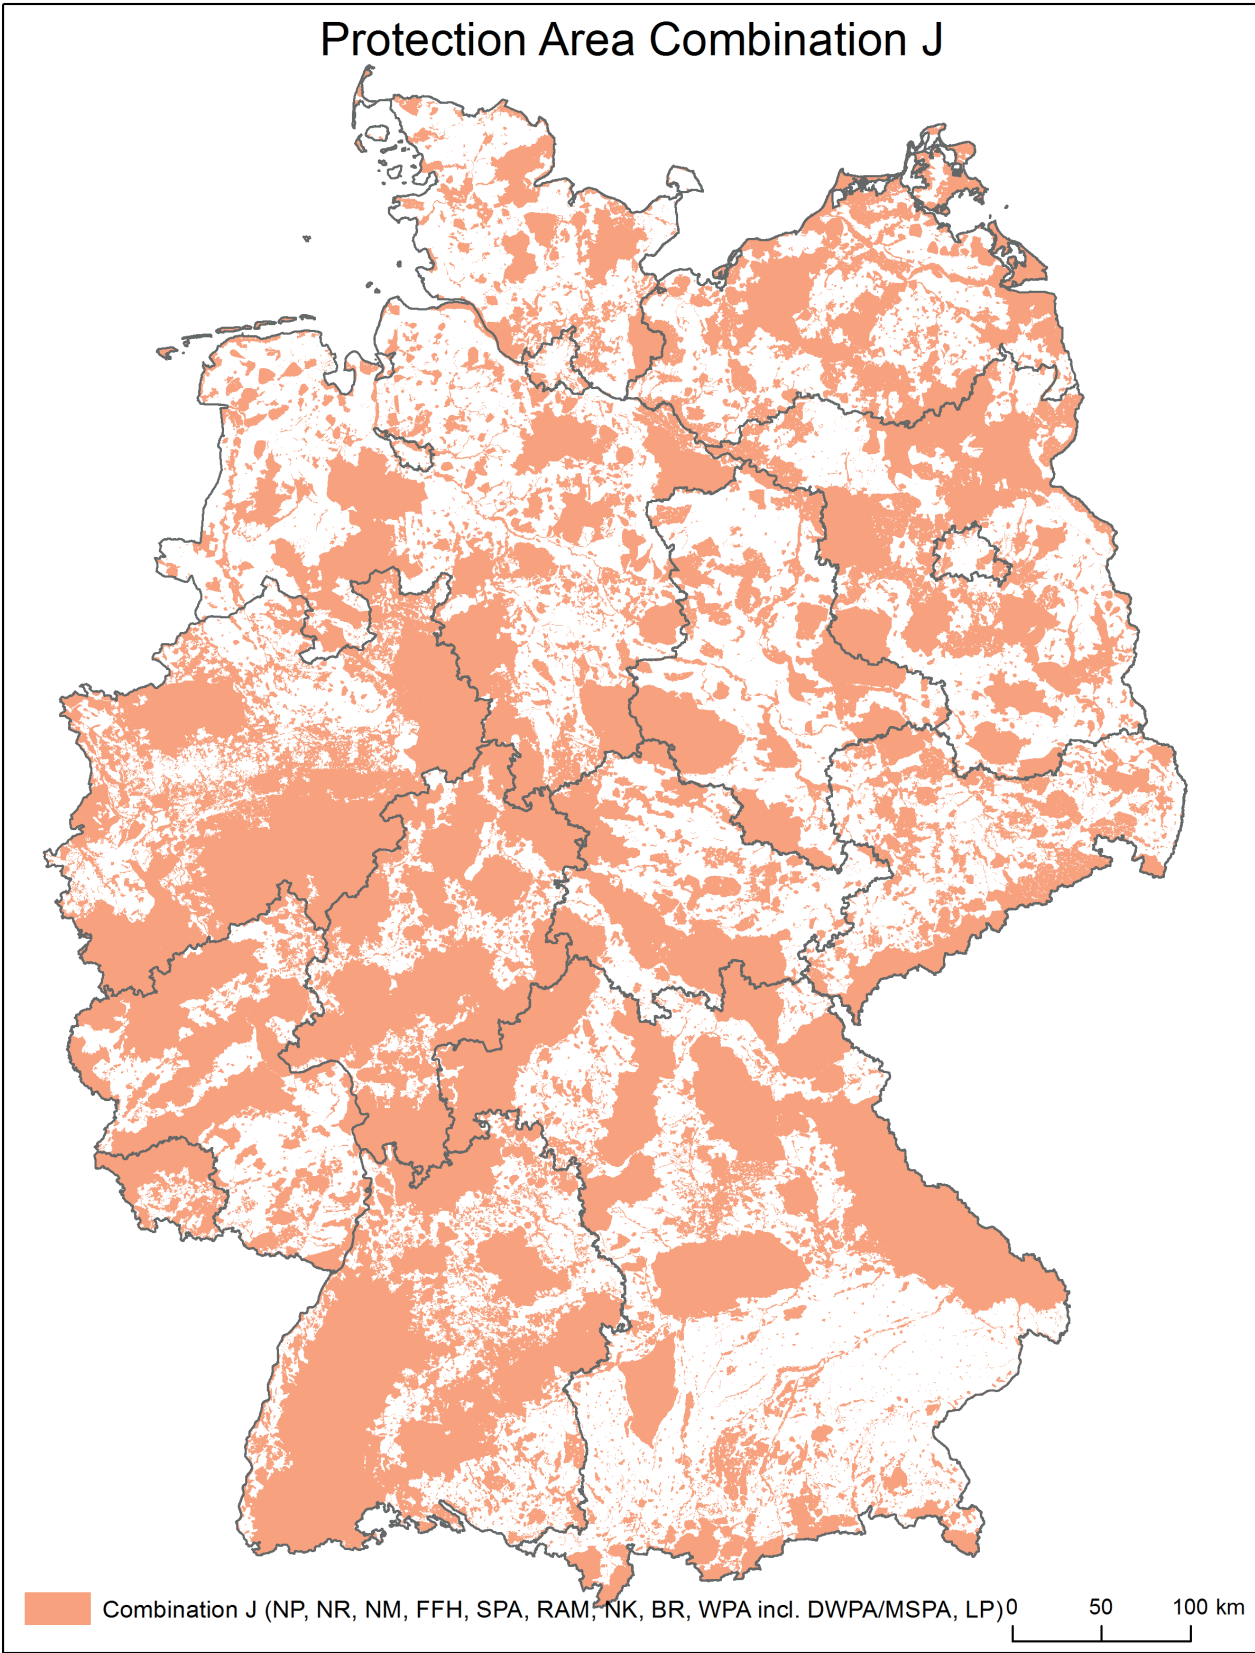 Protection Area Combination J
Combination J (NP, NR, NM, FFH, SPA, RAM, NK, BR, WPA incl. DWPA/MSPA, LP)
0 50 100 km